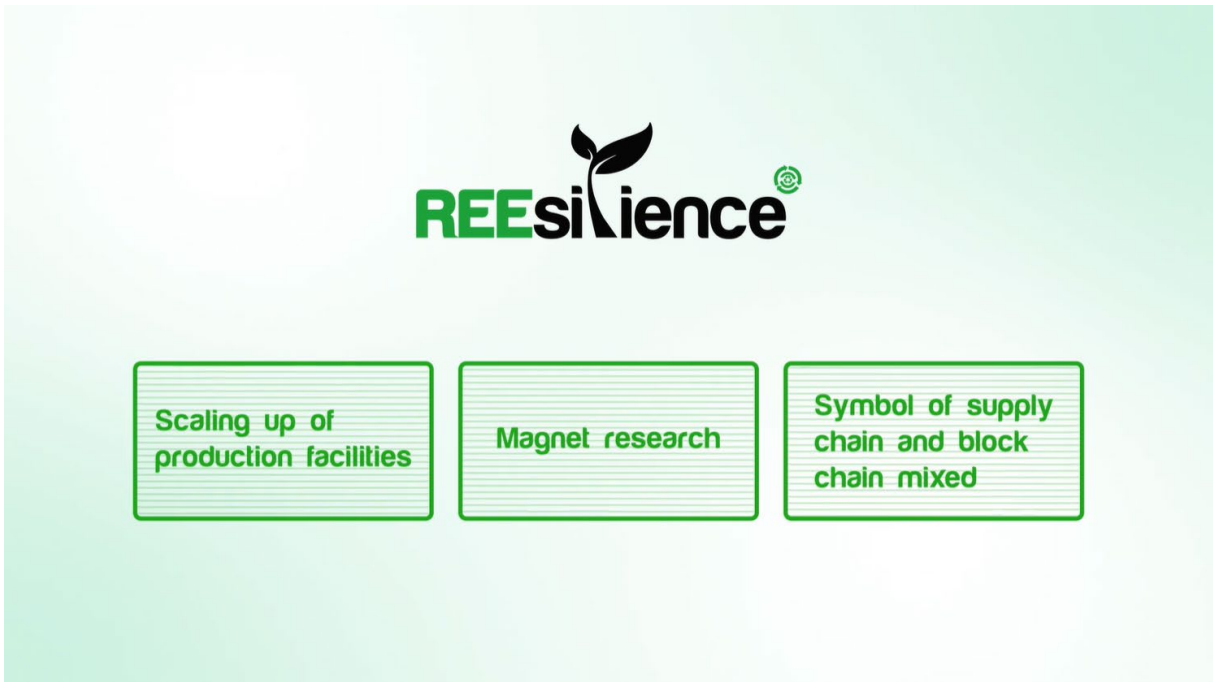 REEsilience
Scaling up of
production facilities
Magnet research
Symbol of supply
chain and block
chain mixed